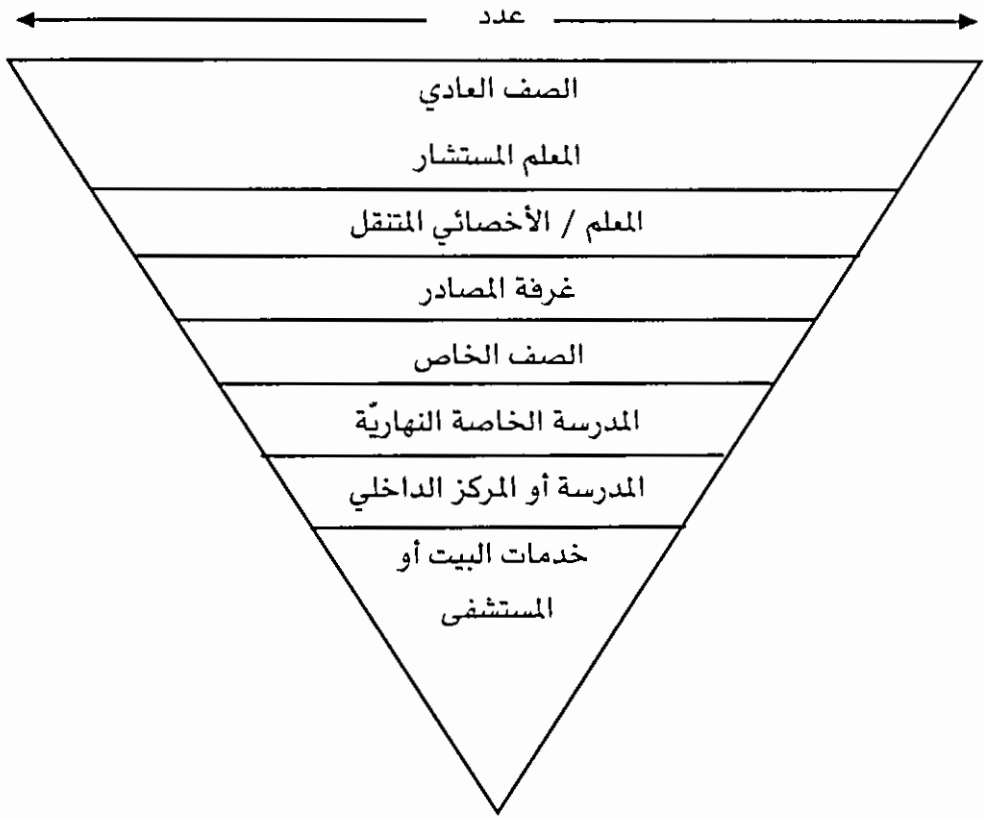 عدد
الصف العادي
المعلم المستشار
المعلم / الأخصائي المتنقل
غرفة المصادر
الصف الخاص
المدرسة الخاصة النهاريّة
المدرسة أو المركز الداخلي
خدمات البيت أو
المستشفى